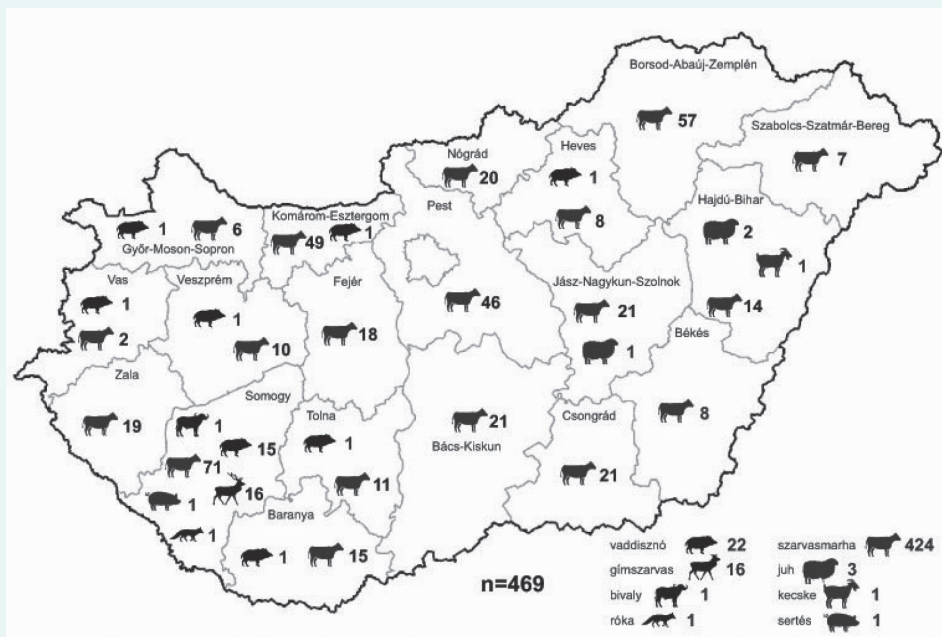 Borsod-Abaúj-Zemplén
57
Szabolcs-Szatmár-Bereg
7
Nógrád
20
Heves
1
8
Hajdú-Bihar
2
1
14
Pest
46
Komárom-Esztergom
49 1
1 6
Győr-Moson-Sopron
Vas
1
2
Veszprém
1
10
Fejér
18
Jász-Nagykun-Szolnok
21
1
Békés
8
Zala
19
Somogy
1
15
71
16
1
1
Tolna
1
11
21
Bács-Kiskun
Csongrád
21
Baranya
1 15
n=469
vaddisznó 22
gímszarvas 16
bivaly 1
róka 1
szarvasmarha 424
juh 3
kecske 1
sertés 1